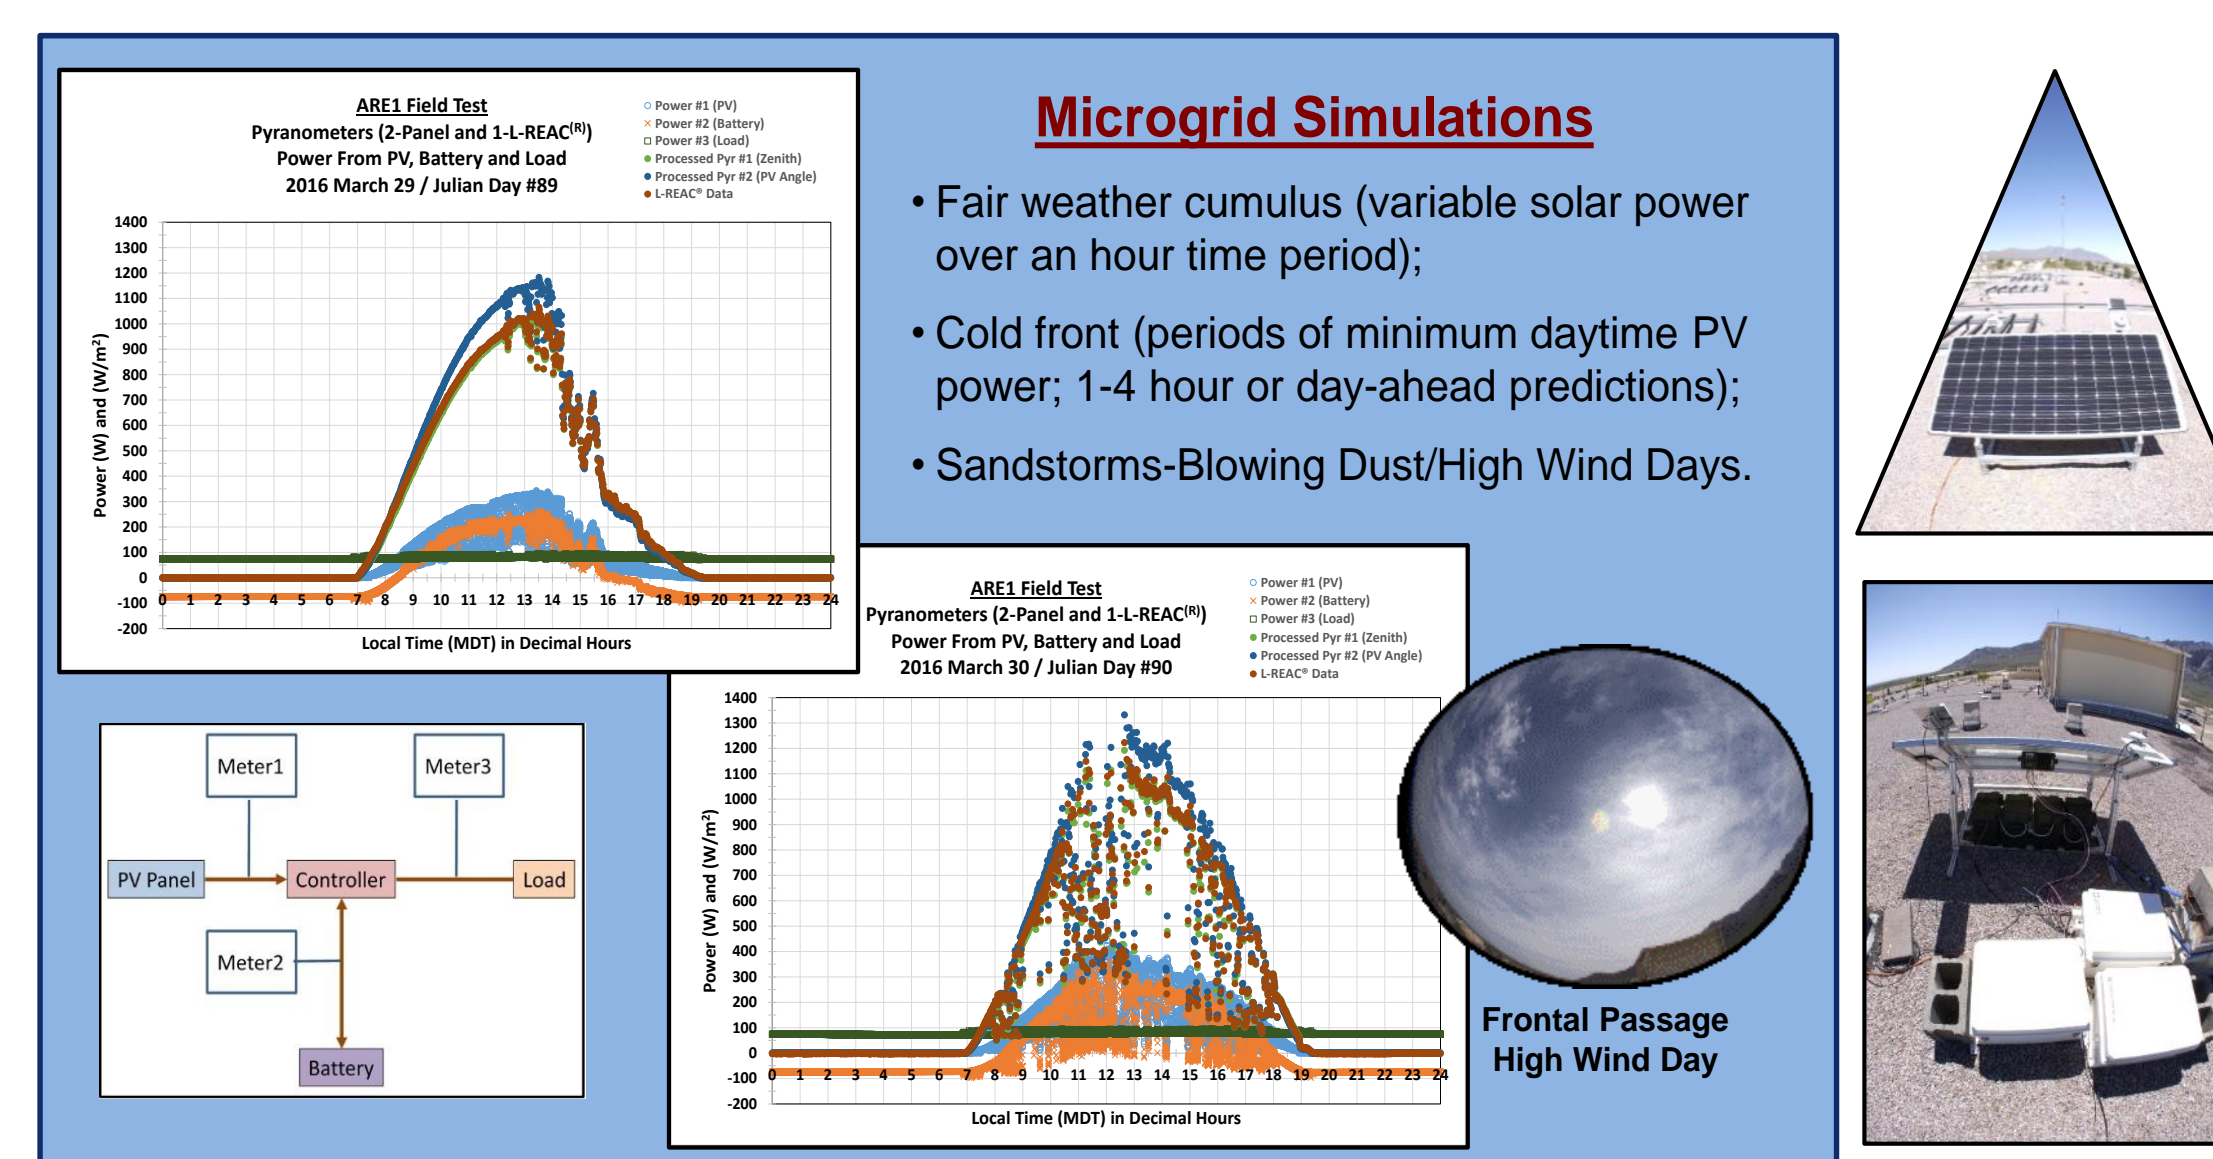 ARE1 Field Test
Pyranometers (2-Panel and 1-L-REAC(R))
Power From PV, Battery and Load
2016 March 29 / Julian Day #89
Power #1 (PV)
Power #2 (Battery)
Power #3 (Load)
Processed Pyr #1 (Zenith)
Processed Pyr #2 (PV Angle)
L-REAC® Data
Power (W) and (W/m²)
1400
1300
1200
1100
1000
900
800
700
600
500
400
300
200
100
0
-100
-200
0 1 2 3 4 5 6 7 8 9 10 11 12 13 14 15 16 17 18 19 20 21 22 23 24
Local Time (MDT) in Decimal Hours
Microgrid Simulations
• Fair weather cumulus (variable solar power
over an hour time period);
• Cold front (periods of minimum daytime PV
power; 1-4 hour or day-ahead predictions);
• Sandstorms-Blowing Dust/High Wind Days.
ARE1 Field Test
Pyranometers (2-Panel and 1-L-REAC(R))
Power From PV, Battery and Load
2016 March 30 / Julian Day #90
Power #1 (PV)
Power #2 (Battery)
Power #3 (Load)
Processed Pyr #1 (Zenith)
Processed Pyr #2 (PV Angle)
L-REAC® Data
Power (W) and (W/m²)
1400
1300
1200
1100
1000
900
800
700
600
500
400
300
200
100
0
-100
-200
0 1 2 3 4 5 6 7 8 9 10 11 12 13 14 15 16 17 18 19 20 21 22 23 24
Local Time (MDT) in Decimal Hours
Meter1
Meter3
PV Panel
Controller
Load
Meter2
Battery
Frontal Passage
High Wind Day